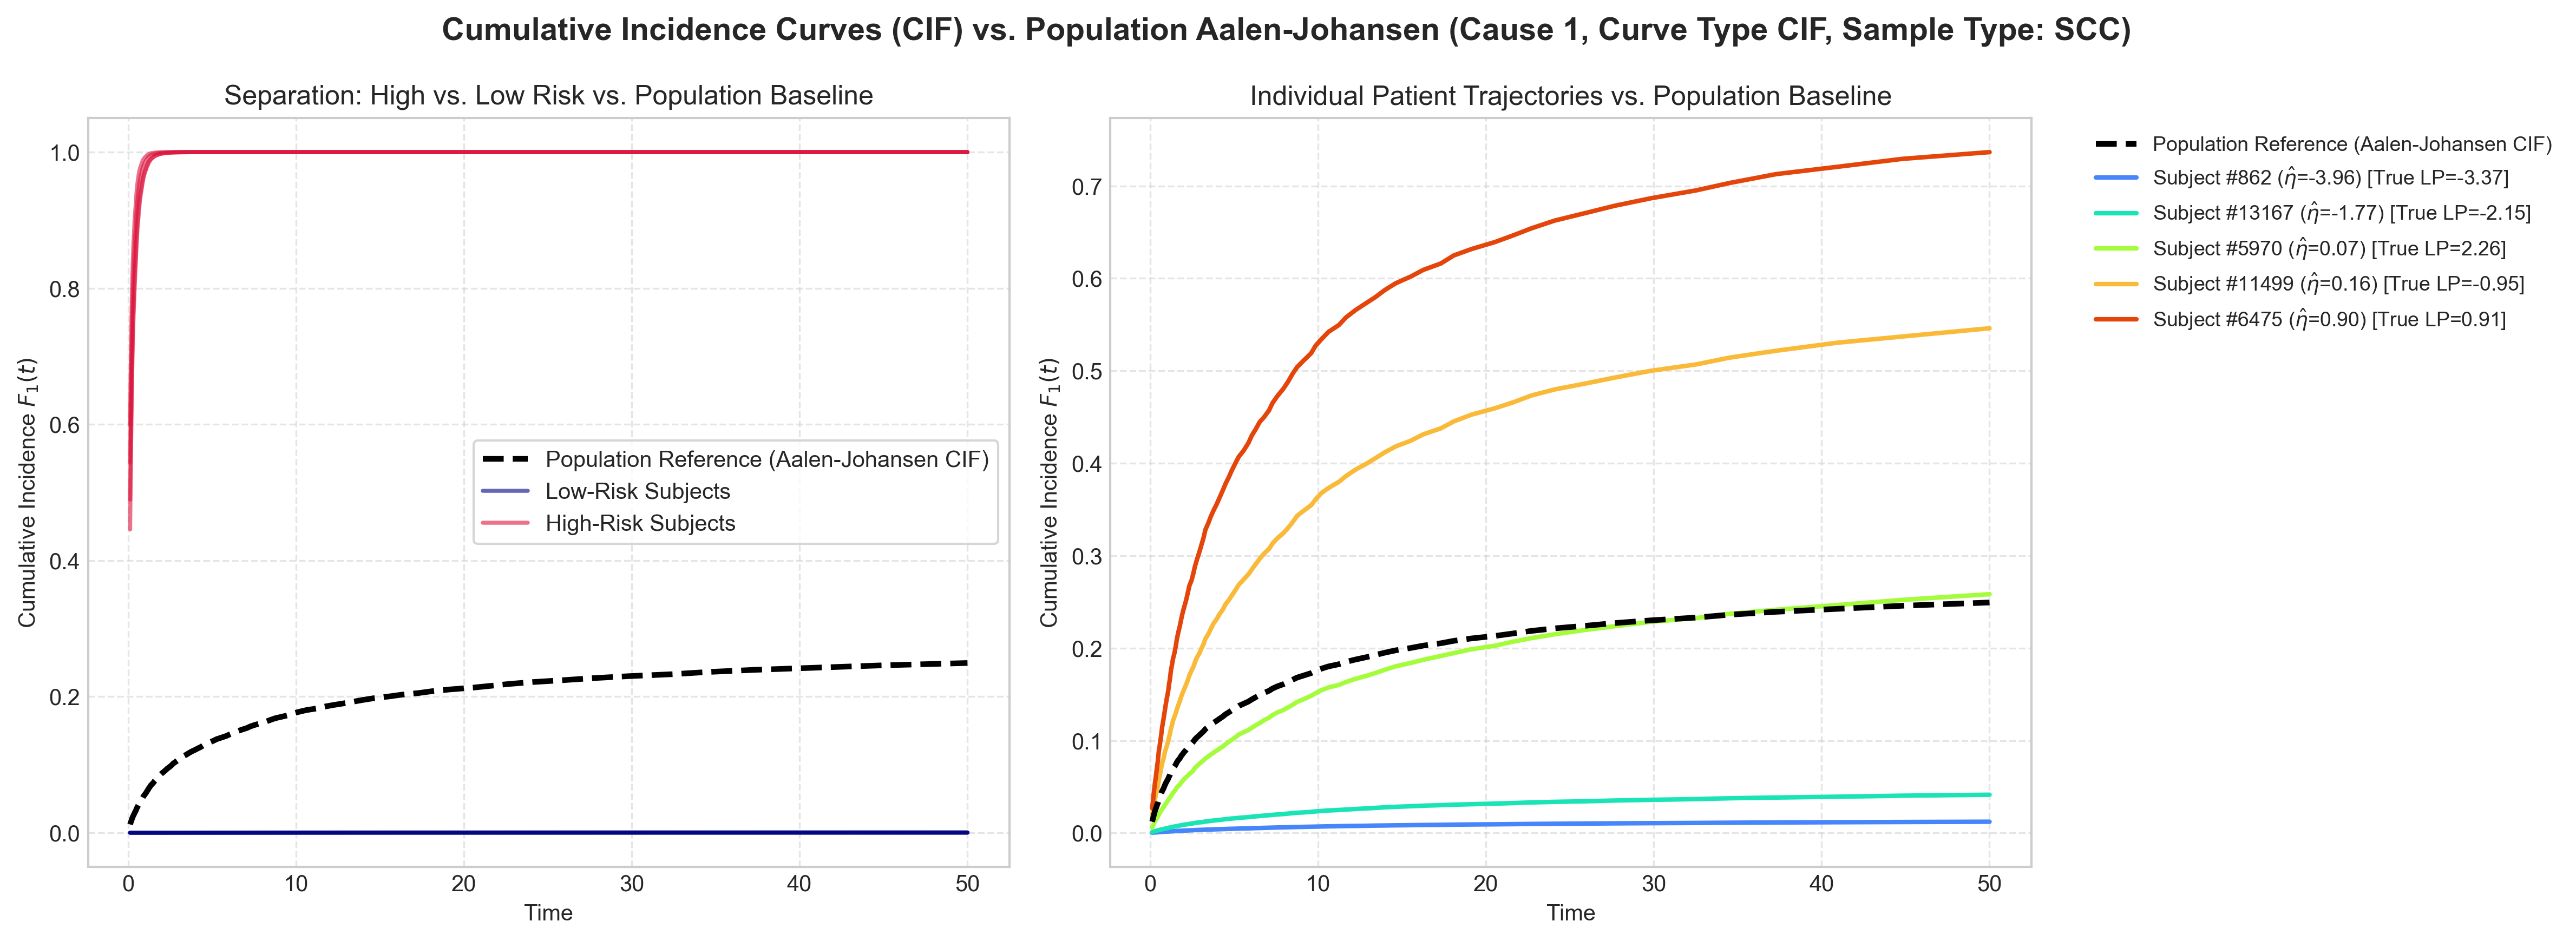 Cumulative Incidence Curves (CIF) vs. Population Aalen-Johansen (Cause 1, Curve Type CIF, Sample Type: SCC)
Separation: High vs. Low Risk vs. Population Baseline
Cumulative Incidence F₁(t)
1.0
0.8
0.6
0.4
0.2
0.0
Population Reference (Aalen-Johansen CIF)
Low-Risk Subjects
High-Risk Subjects
0 10 20 30 40 50
Time
Individual Patient Trajectories vs. Population Baseline
Cumulative Incidence F₁(t)
0.7
0.6
0.5
0.4
0.3
0.2
0.1
0.0
0 10 20 30 40 50
Time
Population Reference (Aalen-Johansen CIF)
Subject #862 (η̂=-3.96) [True LP=-3.37]
Subject #13167 (η̂=-1.77) [True LP=-2.15]
Subject #5970 (η̂=0.07) [True LP=2.26]
Subject #11499 (η̂=0.16) [True LP=-0.95]
Subject #6475 (η̂=0.90) [True LP=0.91]